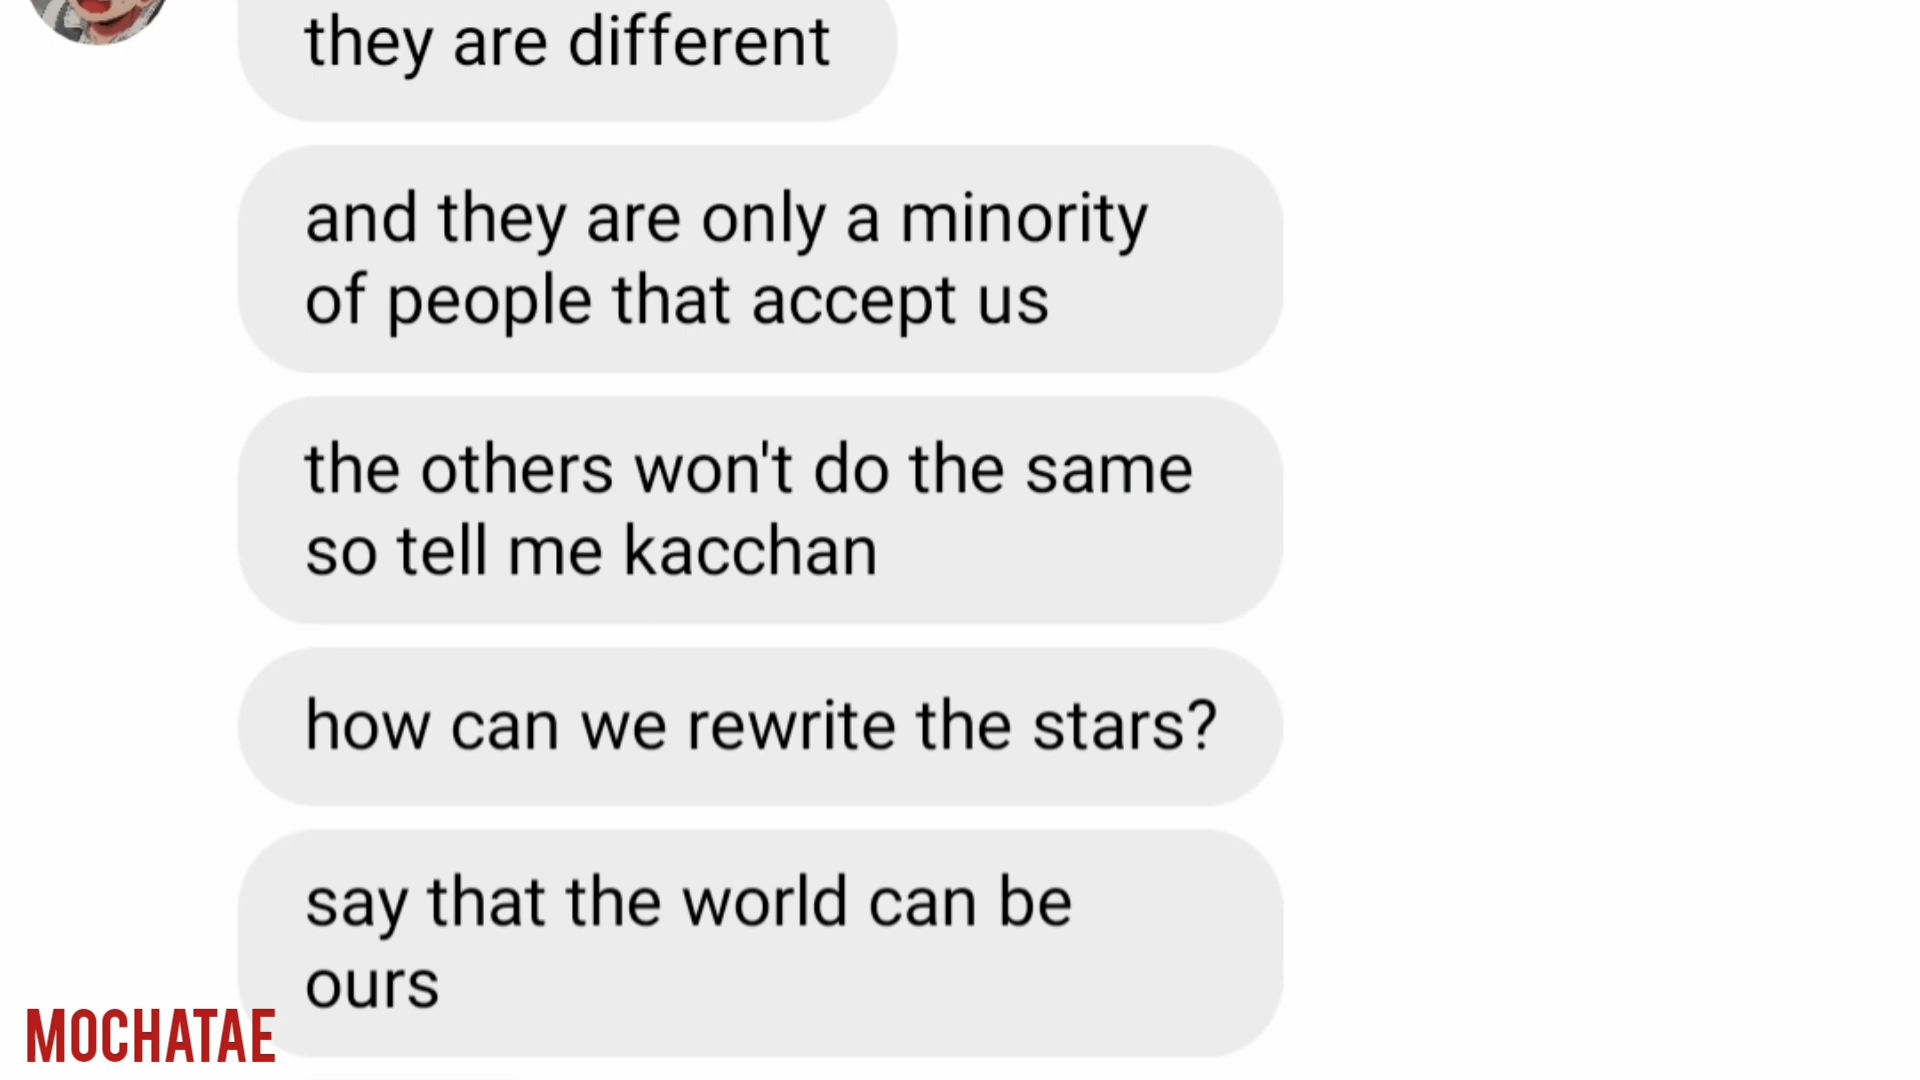 they are different
and they are only a minority
of people that accept us
the others won't do the same
so tell me kacchan
how can we rewrite the stars?
say that the world can be
ours
MOCHATAE